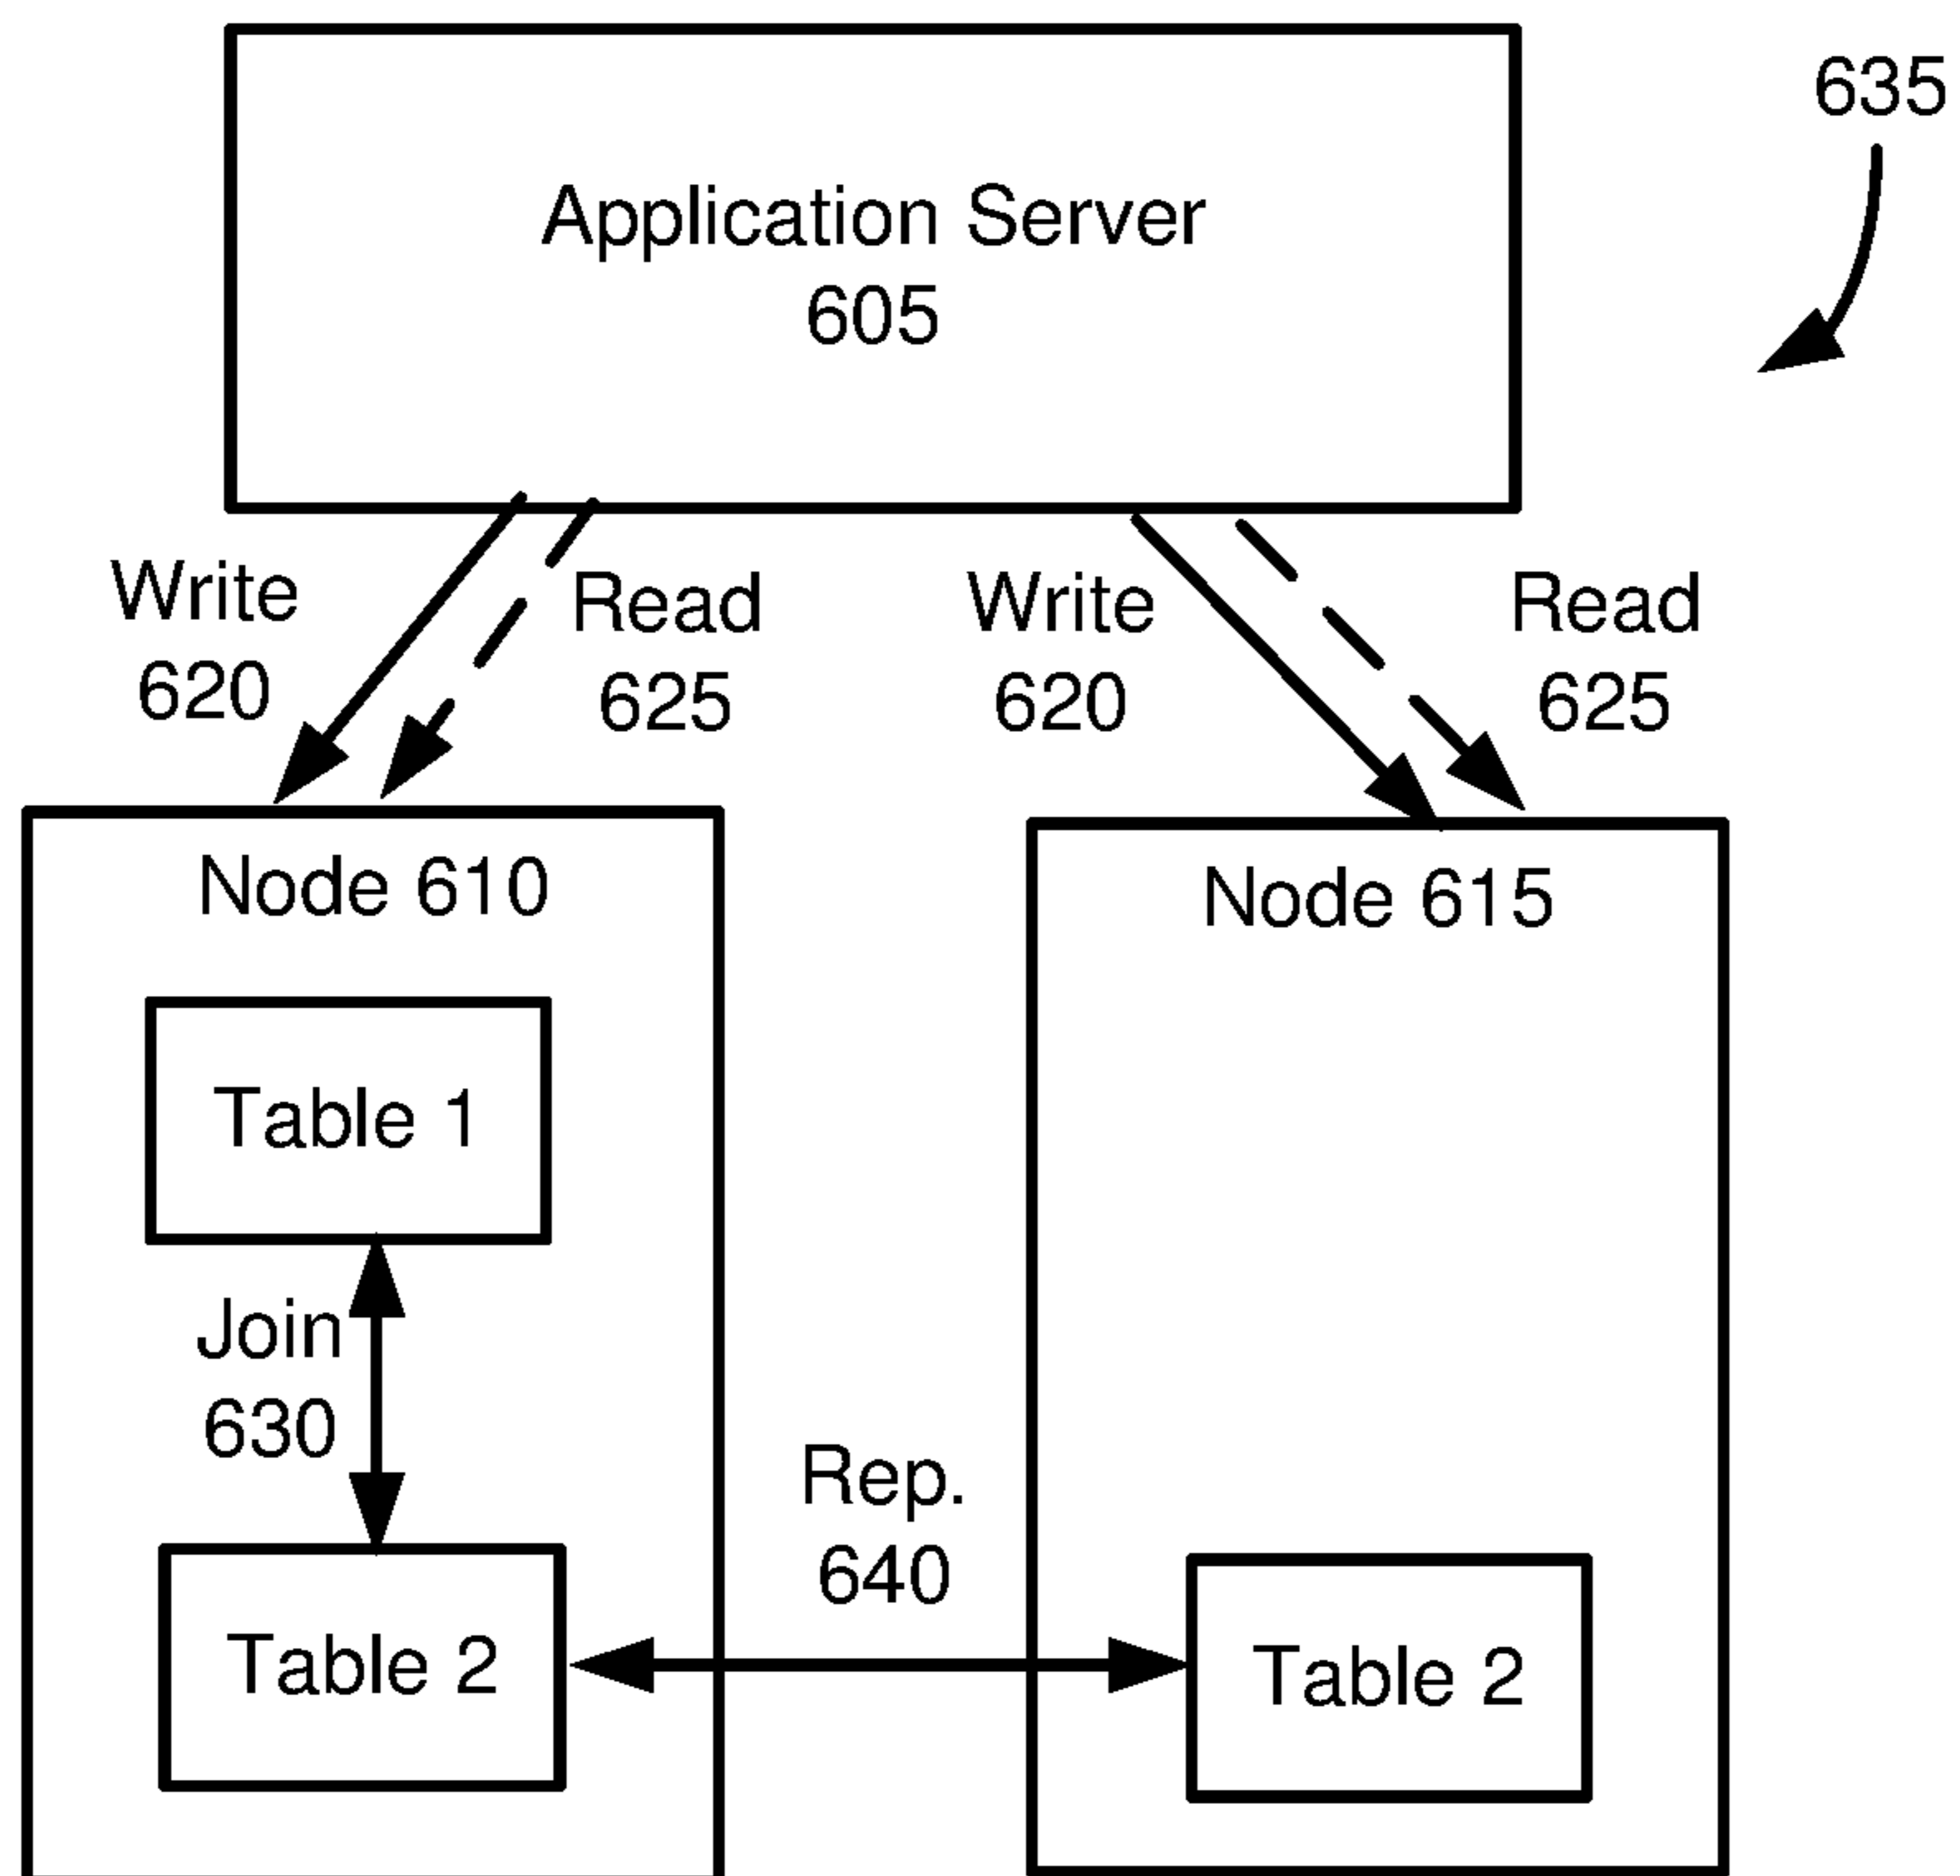 635
Application Server
605
Write
620
Read
625
Write
620
Read
625
Node 610
Node 615
Table 1
Join
630
Rep.
640
Table 2
Table 2